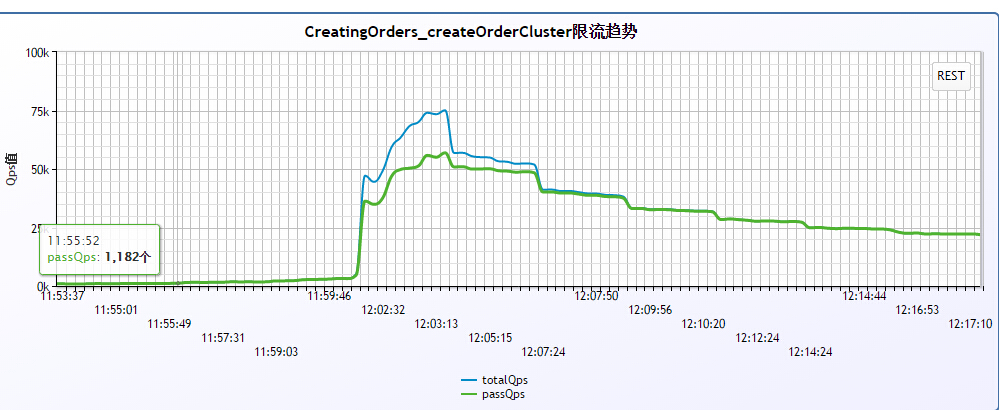 CreatingOrders_createOrderCluster限流趋势
100k
75k
50k
0k
Qps值
REST
11:55:52
passQps: 1,182个
11:53:37
11:55:01
11:55:49
11:57:31
11:59:03
11:59:46
12:02:32
12:03:13
12:05:15
12:07:24
12:07:50
12:09:56
12:10:20
12:12:24
12:14:24
12:14:44
12:16:53
12:17:10
totalQps
passQps